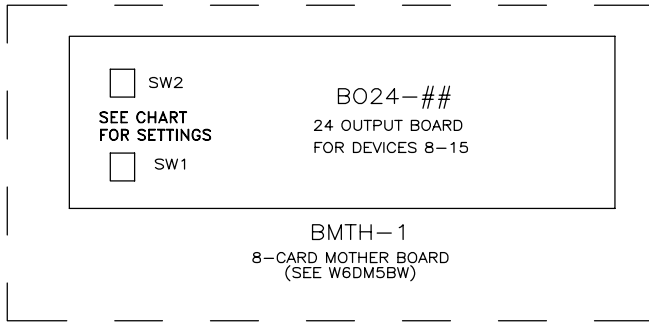 SW2
SEE CHART
FOR SETTINGS
SW1
BO24-##
24 OUTPUT BOARD
FOR DEVICES 8-15
BMTH-1
8-CARD MOTHER BOARD
(SEE W6DM5BW)